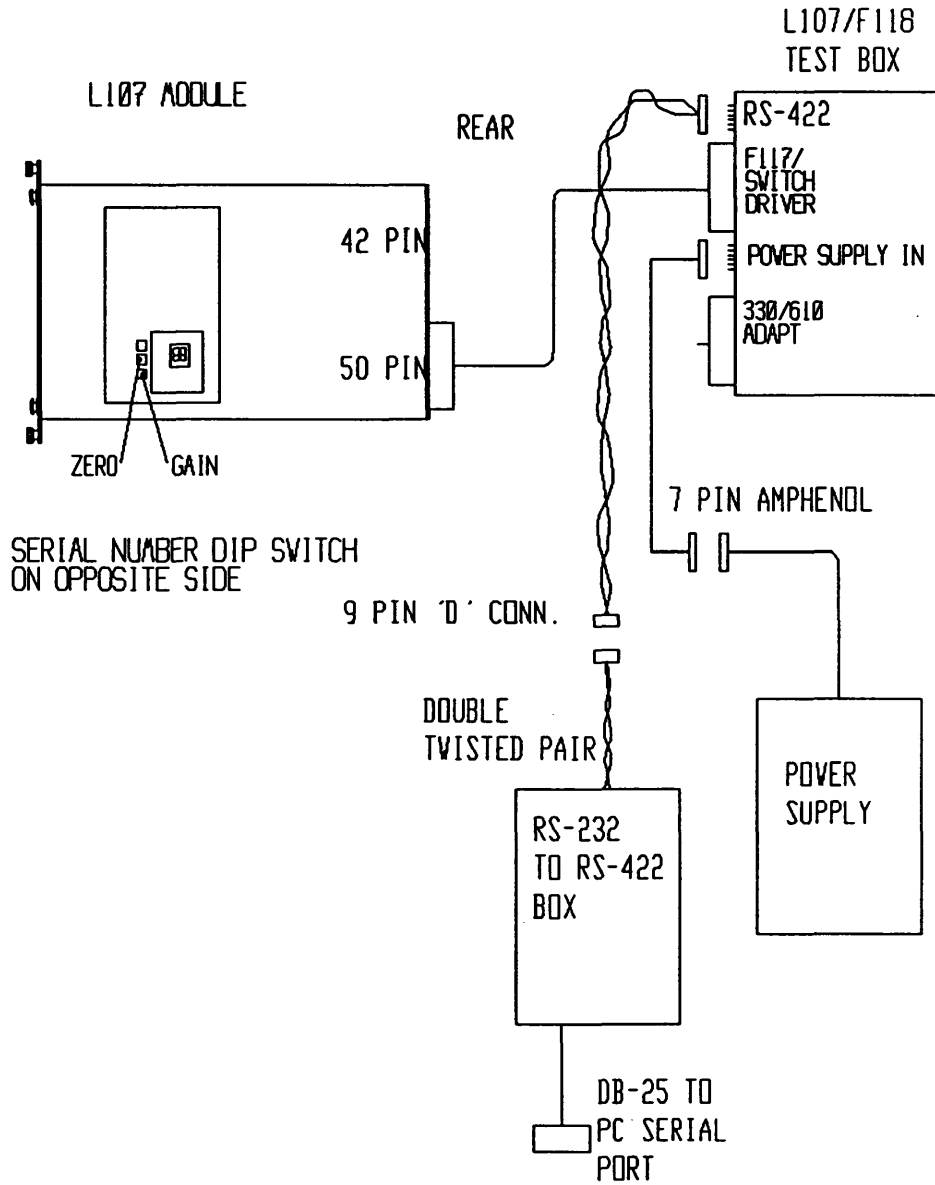 L107/F118
TEST BOX
L107 MODULE
REAR
RS-422
F117/
SWITCH
DRIVER
42 PIN
POWER SUPPLY IN
330/610
ADAPT
50 PIN
ZERO
GAIN
7 PIN AMPHENOL
SERIAL NUMBER DIP SWITCH
ON OPPOSITE SIDE
9 PIN 'D' CONN.
DOUBLE
TWISTED PAIR
POWER
SUPPLY
RS-232
TO RS-422
BOX
DB-25 TO
PC SERIAL
PORT